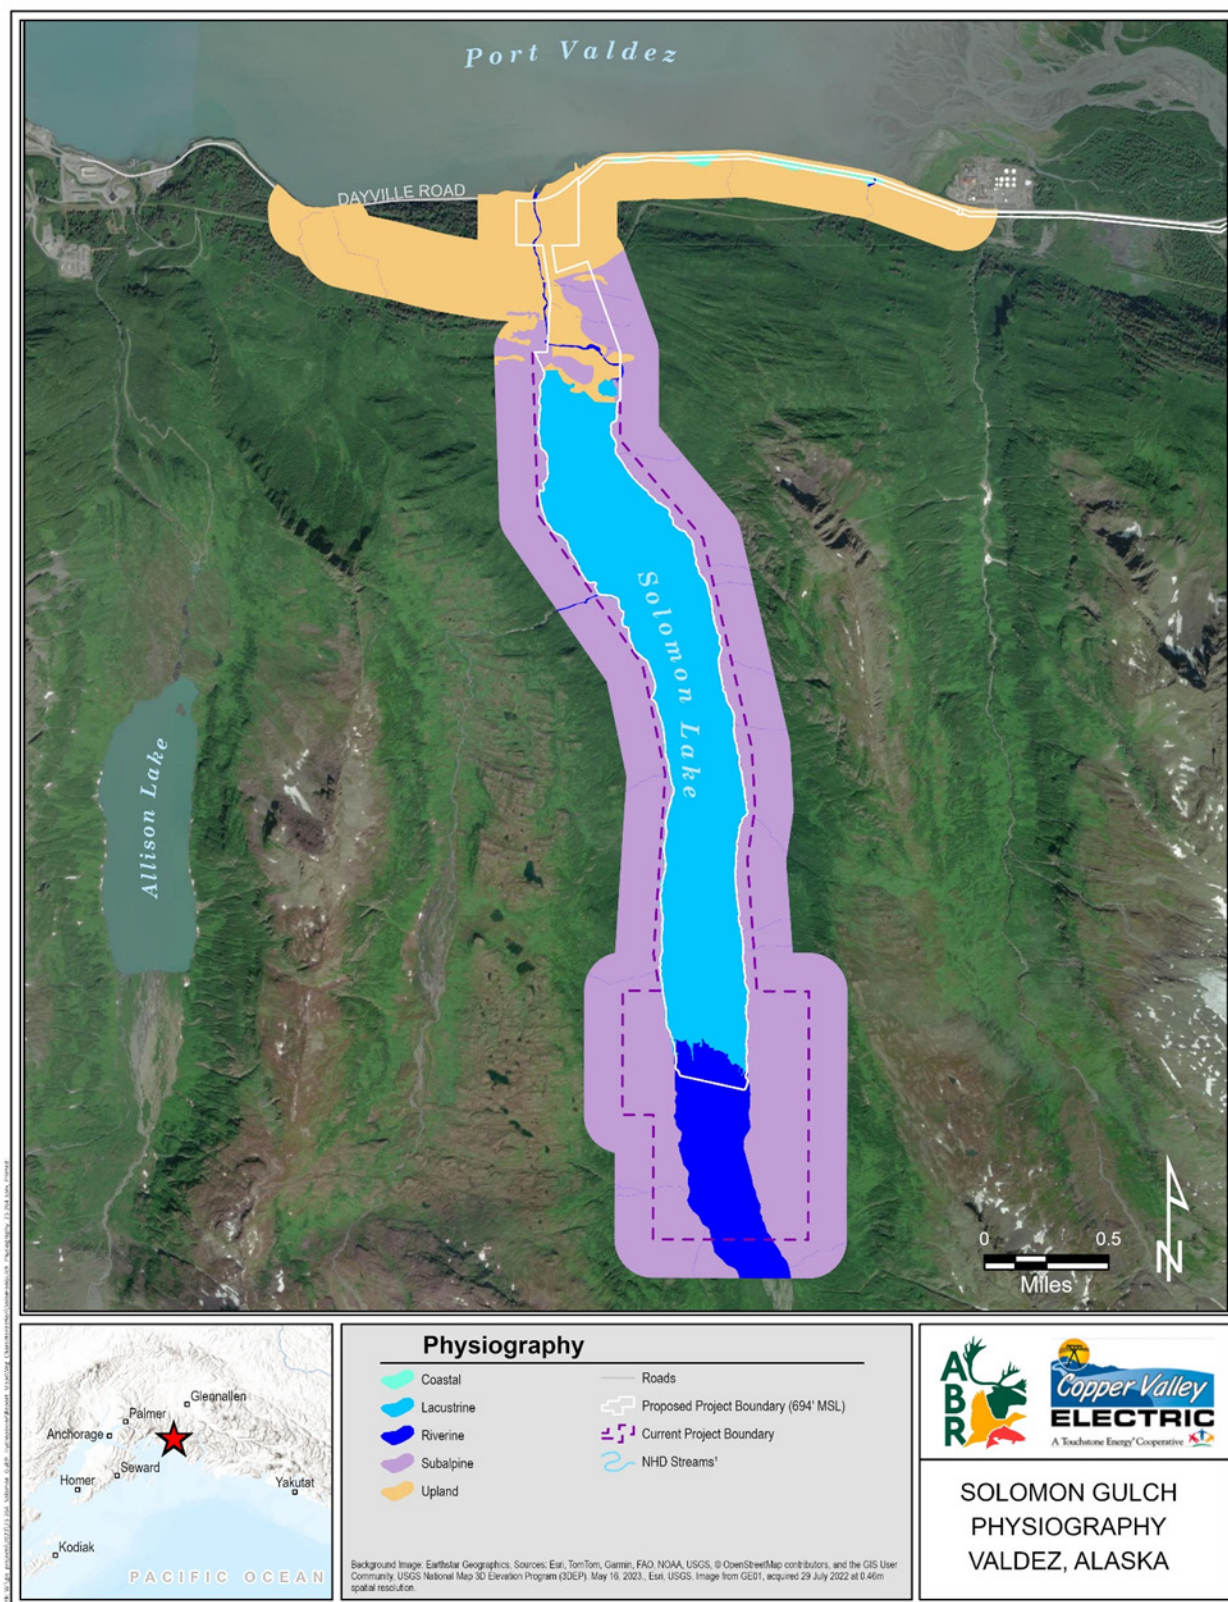 Port Valdez
DAYVILLE ROAD
Solomon Lake
Allison Lake
0 0.5
Miles
N
Glennallen
Palmer
Anchorage
Seward
Homer
Yakutat
Kodiak
PACIFIC OCEAN
Physiography
Coastal
Lacustrine
Riverine
Subalpine
Upland
Roads
Proposed Project Boundary (694' MSL)
Current Project Boundary
NHD Streams¹
Background Image: Earthstar Geographics, Sources: Esri, TomTom, Garmin, FAO, NOAA, USGS, © OpenStreetMap contributors, and the GIS User
Community, USGS National Map 3D Elevation Program (3DEP). May 16, 2023., Esri, USGS. Image from GE01, acquired 29 July 2022 at 0.46m
spatial resolution.
ABR
Copper Valley
ELECTRIC
A Touchstone Energy® Cooperative
SOLOMON GULCH
PHYSIOGRAPHY
VALDEZ, ALASKA